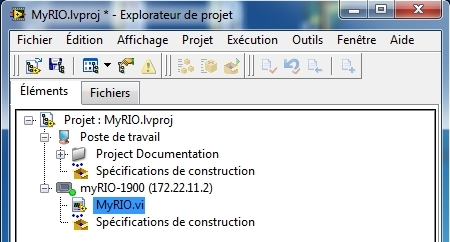 MyRIO.lvproj * - Explorateur de projet
Fichier Édition Affichage Projet Exécution Outils Fenêtre Aide
Éléments Fichiers
Projet : MyRIO.lvproj
Poste de travail
Project Documentation
Spécifications de construction
myRIO-1900 (172.22.11.2)
MyRIO.vi
Spécifications de construction